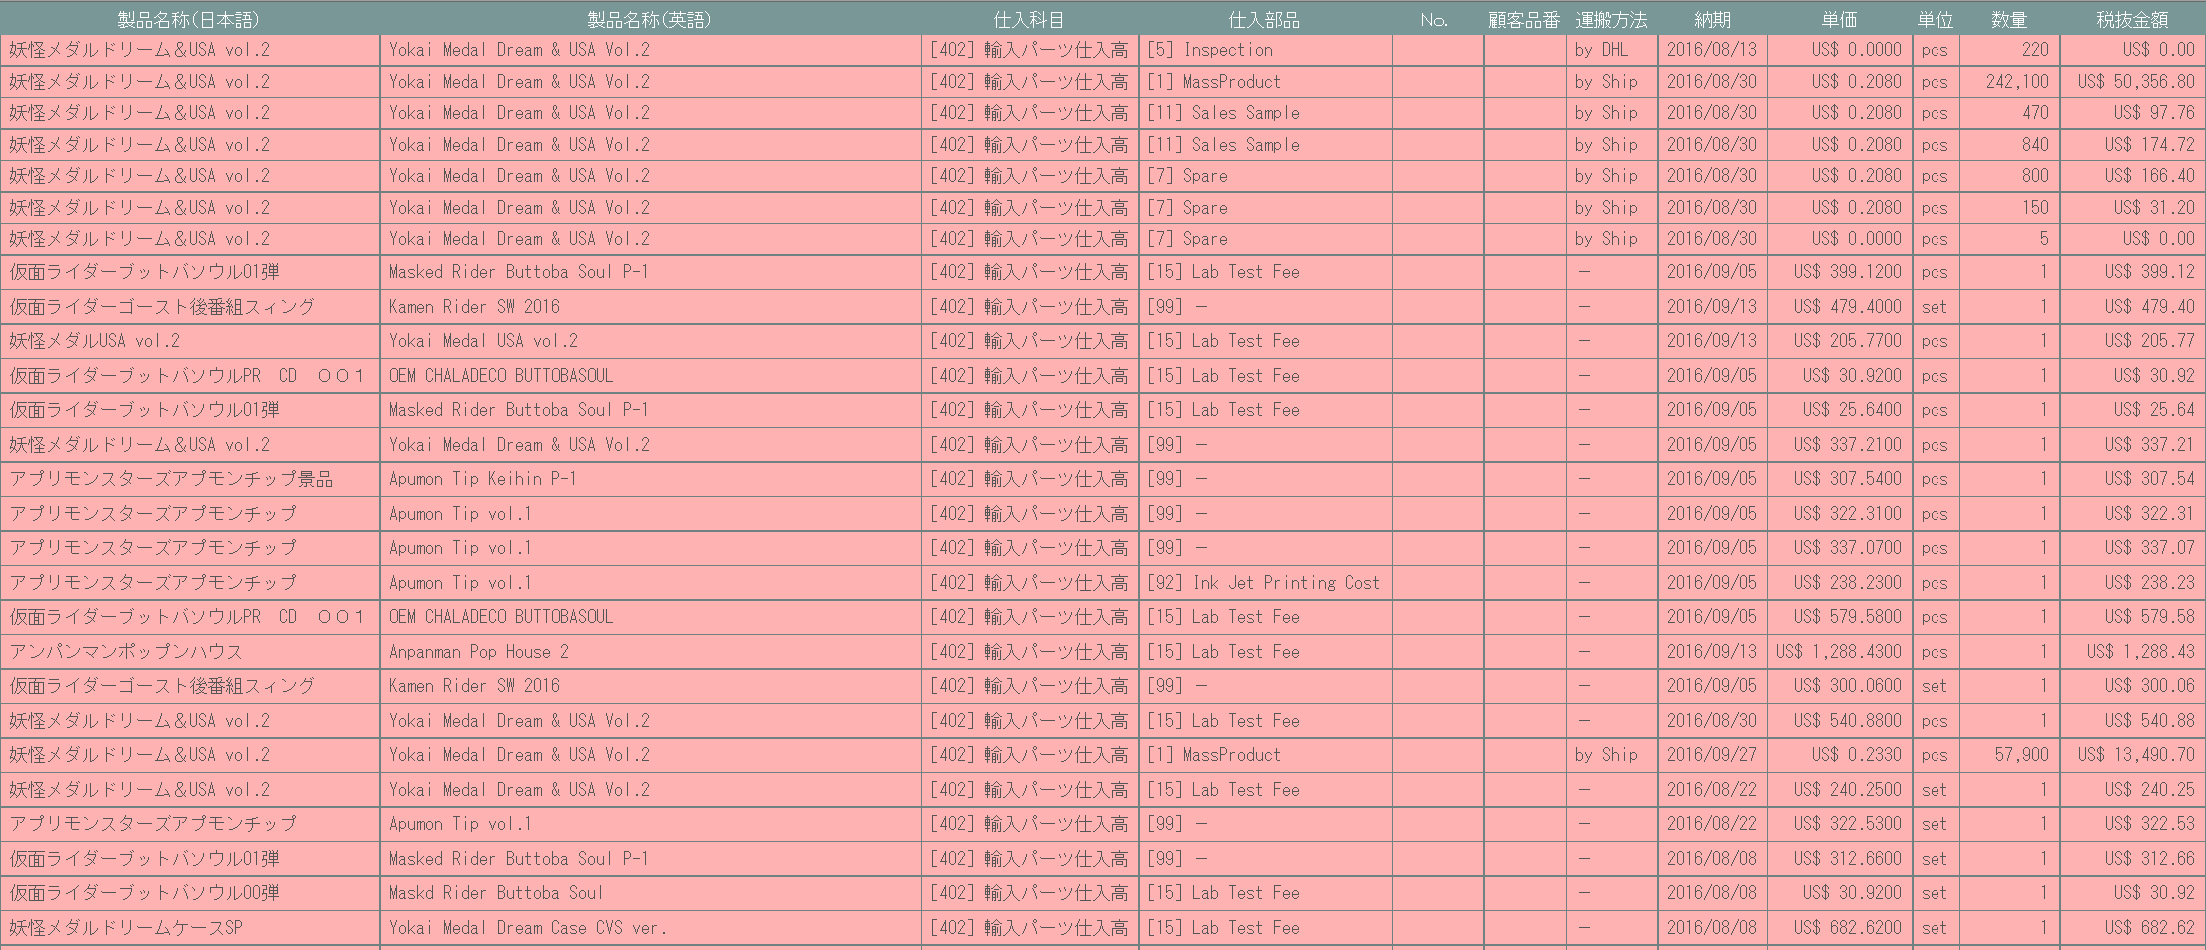 製品名称(日本語) 製品名称(英語) 仕入科目 仕入部品 No. 顧客品番 運搬方法 納期 単価 単位 数量 税抜金額
妖怪メダルドリーム＆USA vol.2 Yokai Medal Dream & USA Vol.2 [402] 輸入パーツ仕入高 [5] Inspection by DHL 2016/08/13 US$ 0.0000 pcs 220 US$ 0.00
妖怪メダルドリーム＆USA vol.2 Yokai Medal Dream & USA Vol.2 [402] 輸入パーツ仕入高 [1] MassProduct by Ship 2016/08/30 US$ 0.2080 pcs 242,100 US$ 50,356.80
妖怪メダルドリーム＆USA vol.2 Yokai Medal Dream & USA Vol.2 [402] 輸入パーツ仕入高 [11] Sales Sample by Ship 2016/08/30 US$ 0.2080 pcs 470 US$ 97.76
妖怪メダルドリーム＆USA vol.2 Yokai Medal Dream & USA Vol.2 [402] 輸入パーツ仕入高 [11] Sales Sample by Ship 2016/08/30 US$ 0.2080 pcs 840 US$ 174.72
妖怪メダルドリーム＆USA vol.2 Yokai Medal Dream & USA Vol.2 [402] 輸入パーツ仕入高 [7] Spare by Ship 2016/08/30 US$ 0.2080 pcs 800 US$ 166.40
妖怪メダルドリーム＆USA vol.2 Yokai Medal Dream & USA Vol.2 [402] 輸入パーツ仕入高 [7] Spare by Ship 2016/08/30 US$ 0.2080 pcs 150 US$ 31.20
妖怪メダルドリーム＆USA vol.2 Yokai Medal Dream & USA Vol.2 [402] 輸入パーツ仕入高 [7] Spare by Ship 2016/08/30 US$ 0.0000 pcs 5 US$ 0.00
仮面ライダーブットバソウル01弾 Masked Rider Buttoba Soul P-1 [402] 輸入パーツ仕入高 [15] Lab Test Fee － 2016/09/05 US$ 399.1200 pcs 1 US$ 399.12
仮面ライダーゴースト後番組スィング Kamen Rider SW 2016 [402] 輸入パーツ仕入高 [99] － － 2016/09/13 US$ 479.4000 set 1 US$ 479.40
妖怪メダルUSA vol.2 Yokai Medal USA vol.2 [402] 輸入パーツ仕入高 [15] Lab Test Fee － 2016/09/13 US$ 205.7700 pcs 1 US$ 205.77
仮面ライダーブットバソウルPR　CD　００１ OEM CHALADECO BUTTOBASOUL [402] 輸入パーツ仕入高 [15] Lab Test Fee － 2016/09/05 US$ 30.9200 pcs 1 US$ 30.92
仮面ライダーブットバソウル01弾 Masked Rider Buttoba Soul P-1 [402] 輸入パーツ仕入高 [15] Lab Test Fee － 2016/09/05 US$ 25.6400 pcs 1 US$ 25.64
妖怪メダルドリーム＆USA vol.2 Yokai Medal Dream & USA Vol.2 [402] 輸入パーツ仕入高 [99] － － 2016/09/05 US$ 337.2100 pcs 1 US$ 337.21
アプリモンスターズアプモンチップ景品 Apumon Tip Keihin P-1 [402] 輸入パーツ仕入高 [99] － － 2016/09/05 US$ 307.5400 pcs 1 US$ 307.54
アプリモンスターズアプモンチップ Apumon Tip vol.1 [402] 輸入パーツ仕入高 [99] － － 2016/09/05 US$ 322.3100 pcs 1 US$ 322.31
アプリモンスターズアプモンチップ Apumon Tip vol.1 [402] 輸入パーツ仕入高 [99] － － 2016/09/05 US$ 337.0700 pcs 1 US$ 337.07
アプリモンスターズアプモンチップ Apumon Tip vol.1 [402] 輸入パーツ仕入高 [92] Ink Jet Printing Cost － 2016/09/05 US$ 238.2300 pcs 1 US$ 238.23
仮面ライダーブットバソウルPR　CD　００１ OEM CHALADECO BUTTOBASOUL [402] 輸入パーツ仕入高 [15] Lab Test Fee － 2016/09/05 US$ 579.5800 pcs 1 US$ 579.58
アンパンマンポップンハウス Anpanman Pop House 2 [402] 輸入パーツ仕入高 [15] Lab Test Fee － 2016/09/13 US$ 1,288.4300 pcs 1 US$ 1,288.43
仮面ライダーゴースト後番組スィング Kamen Rider SW 2016 [402] 輸入パーツ仕入高 [99] － － 2016/09/05 US$ 300.0600 set 1 US$ 300.06
妖怪メダルドリーム＆USA vol.2 Yokai Medal Dream & USA Vol.2 [402] 輸入パーツ仕入高 [15] Lab Test Fee － 2016/08/30 US$ 540.8800 pcs 1 US$ 540.88
妖怪メダルドリーム＆USA vol.2 Yokai Medal Dream & USA Vol.2 [402] 輸入パーツ仕入高 [1] MassProduct by Ship 2016/09/27 US$ 0.2330 pcs 57,900 US$ 13,490.70
妖怪メダルドリーム＆USA vol.2 Yokai Medal Dream & USA Vol.2 [402] 輸入パーツ仕入高 [15] Lab Test Fee － 2016/08/22 US$ 240.2500 set 1 US$ 240.25
アプリモンスターズアプモンチップ Apumon Tip vol.1 [402] 輸入パーツ仕入高 [99] － － 2016/08/22 US$ 322.5300 set 1 US$ 322.53
仮面ライダーブットバソウル01弾 Masked Rider Buttoba Soul P-1 [402] 輸入パーツ仕入高 [99] － － 2016/08/08 US$ 312.6600 set 1 US$ 312.66
仮面ライダーブットバソウル00弾 Maskd Rider Buttoba Soul [402] 輸入パーツ仕入高 [15] Lab Test Fee － 2016/08/08 US$ 30.9200 set 1 US$ 30.92
妖怪メダルドリームケースSP Yokai Medal Dream Case CVS ver. [402] 輸入パーツ仕入高 [15] Lab Test Fee － 2016/08/08 US$ 682.6200 set 1 US$ 682.62